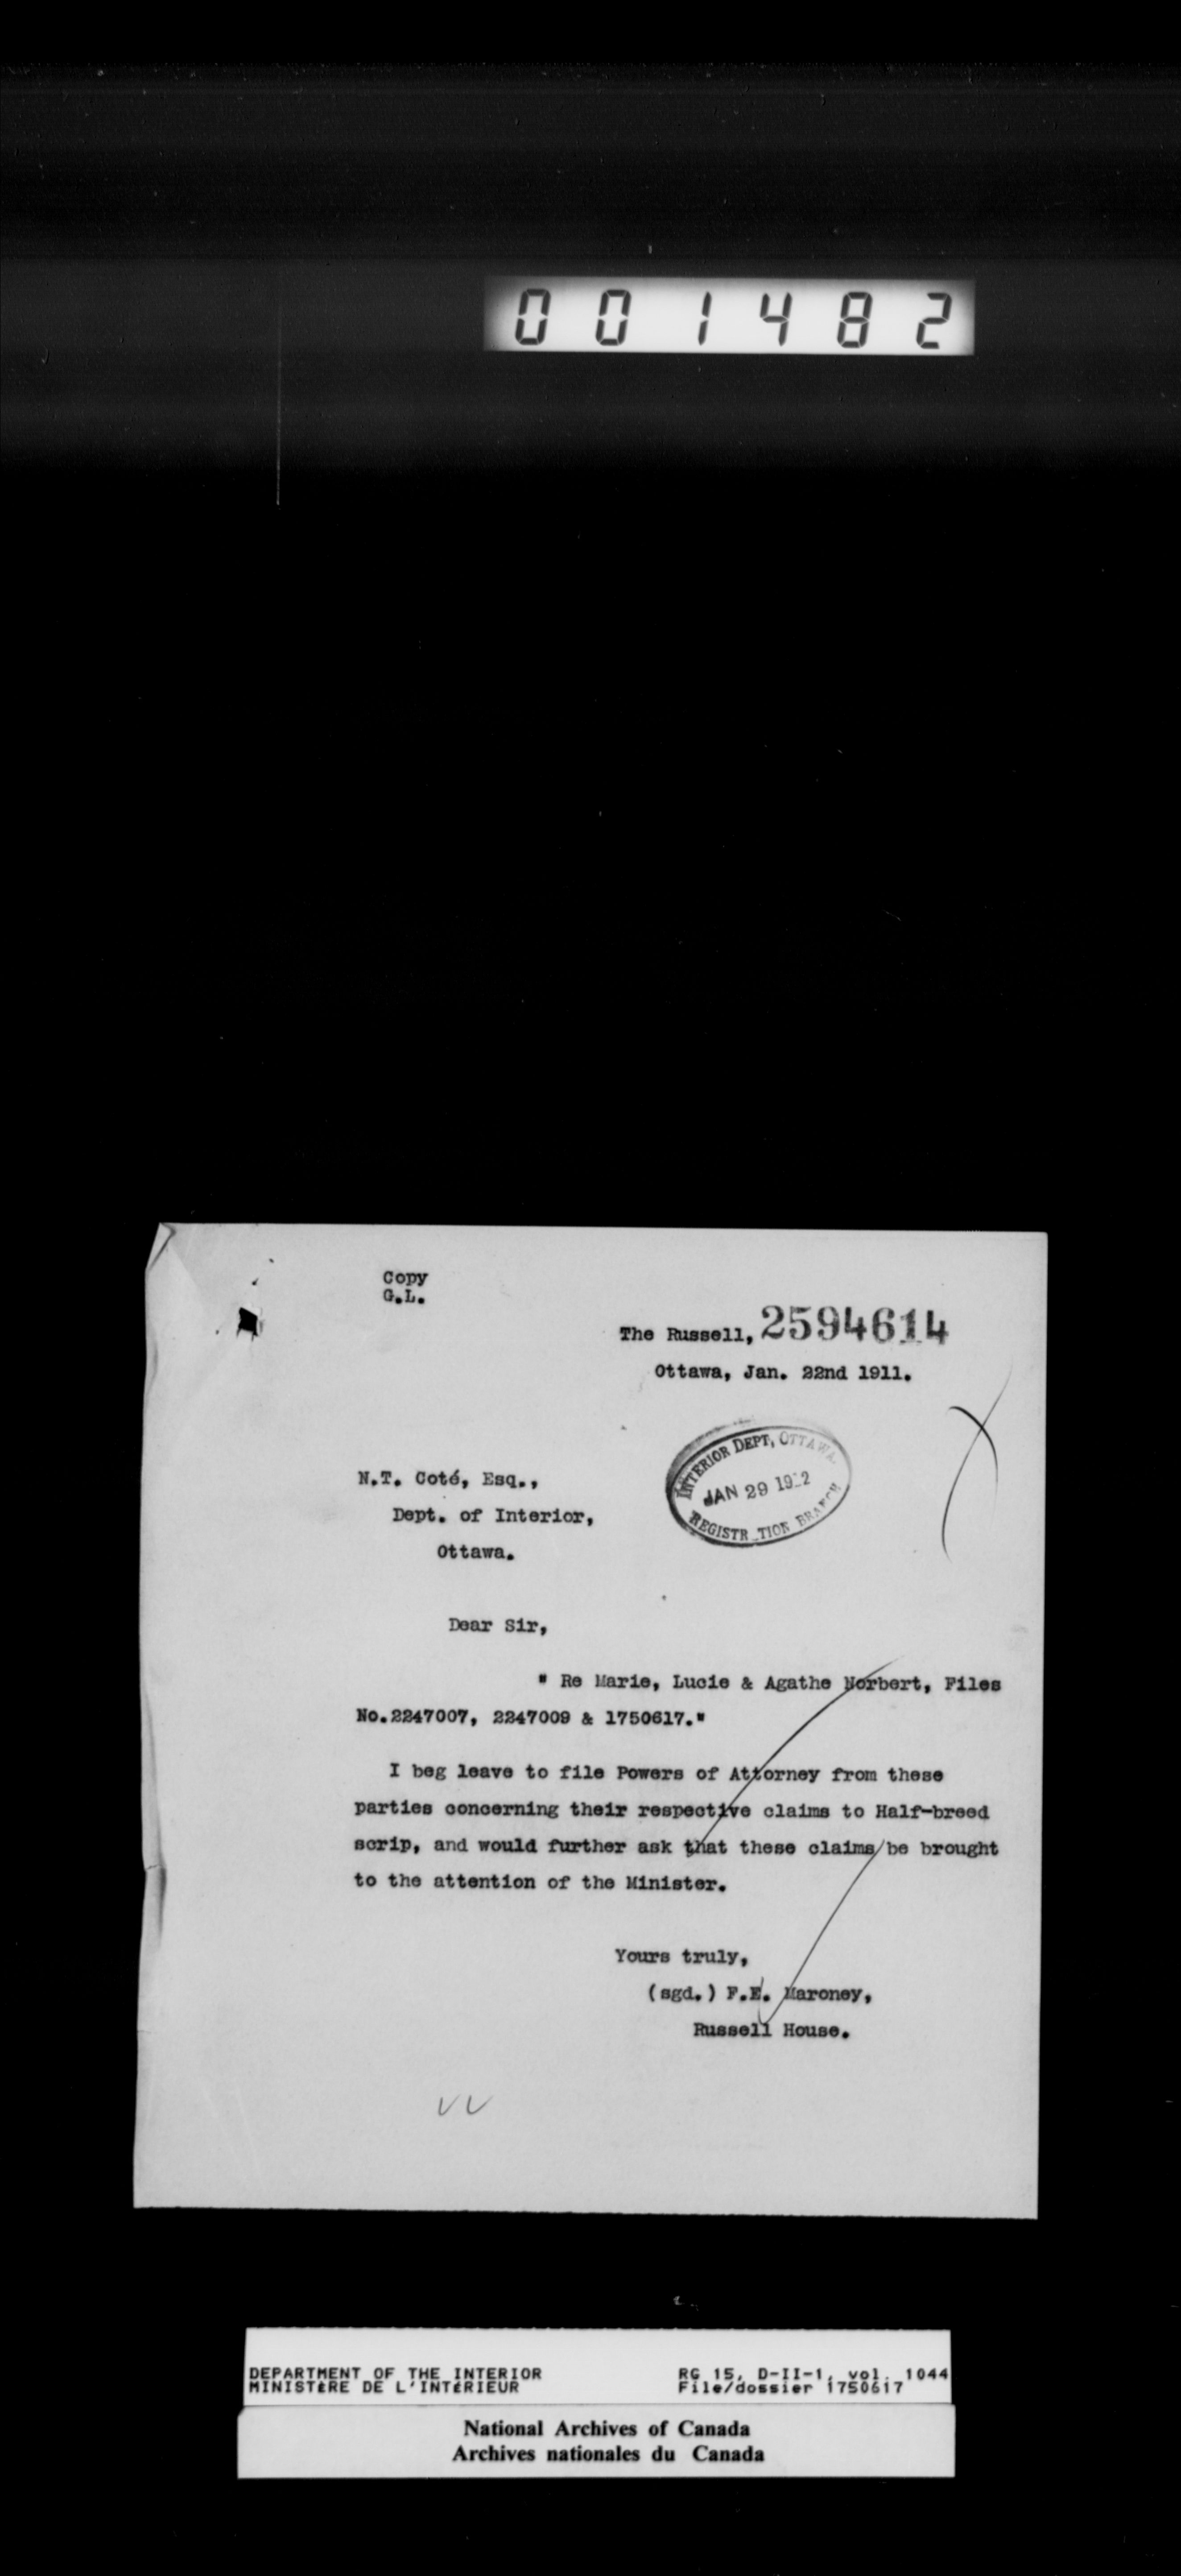 001482
Copy
G.L.
The Russell, 2594614
Ottawa, Jan. 22nd 1911.
INTERIOR DEPT, OTTAWA.
JAN 29 1912
REGISTRATION BRANCH
N.T. Coté, Esq.,
Dept. of Interior,
Ottawa.
Dear Sir,
" Re Marie, Lucie & Agathe Norbert, Files
No.2247007, 2247009 & 1750617."
I beg leave to file Powers of Attorney from these
parties concerning their respective claims to Half-breed
scrip, and would further ask that these claims be brought
to the attention of the Minister.
Yours truly,
(sgd.) F.E. Maroney,
Russell House.
DEPARTMENT OF THE INTERIOR RG 15, D-II-1, vol. 1044
MINISTÈRE DE L'INTÉRIEUR File/dossier 1750617
National Archives of Canada
Archives nationales du Canada